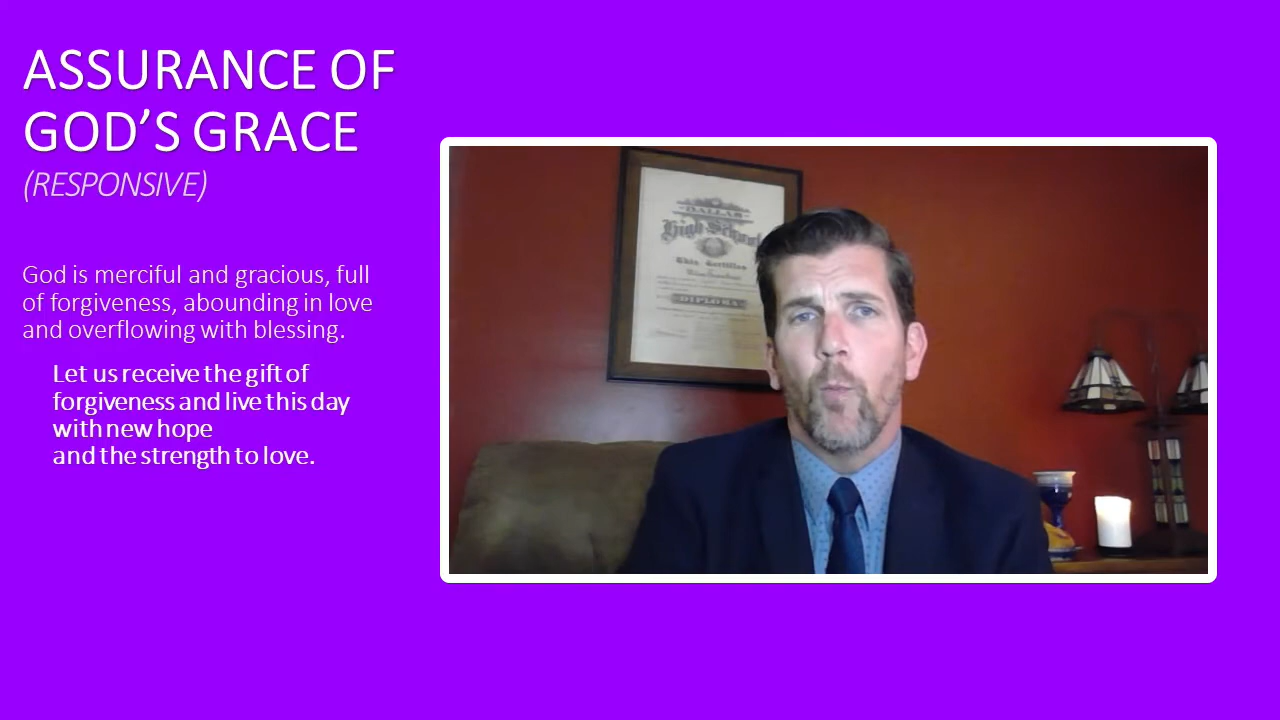 ASSURANCE OF
GOD’S GRACE
(RESPONSIVE)
God is merciful and gracious, full
of forgiveness, abounding in love
and overflowing with blessing.
Let us receive the gift of
forgiveness and live this day
with new hope
and the strength to love.
DALLAS
High School
This Certifies
DIPLOMA